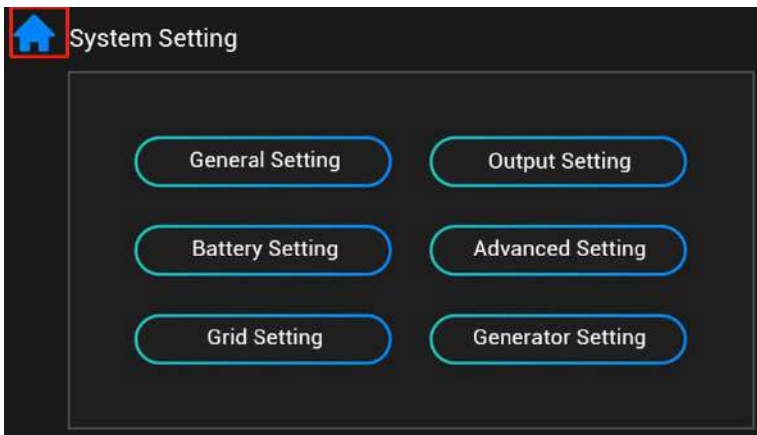 System Setting
General Setting
Output Setting
Battery Setting
Advanced Setting
Grid Setting
Generator Setting